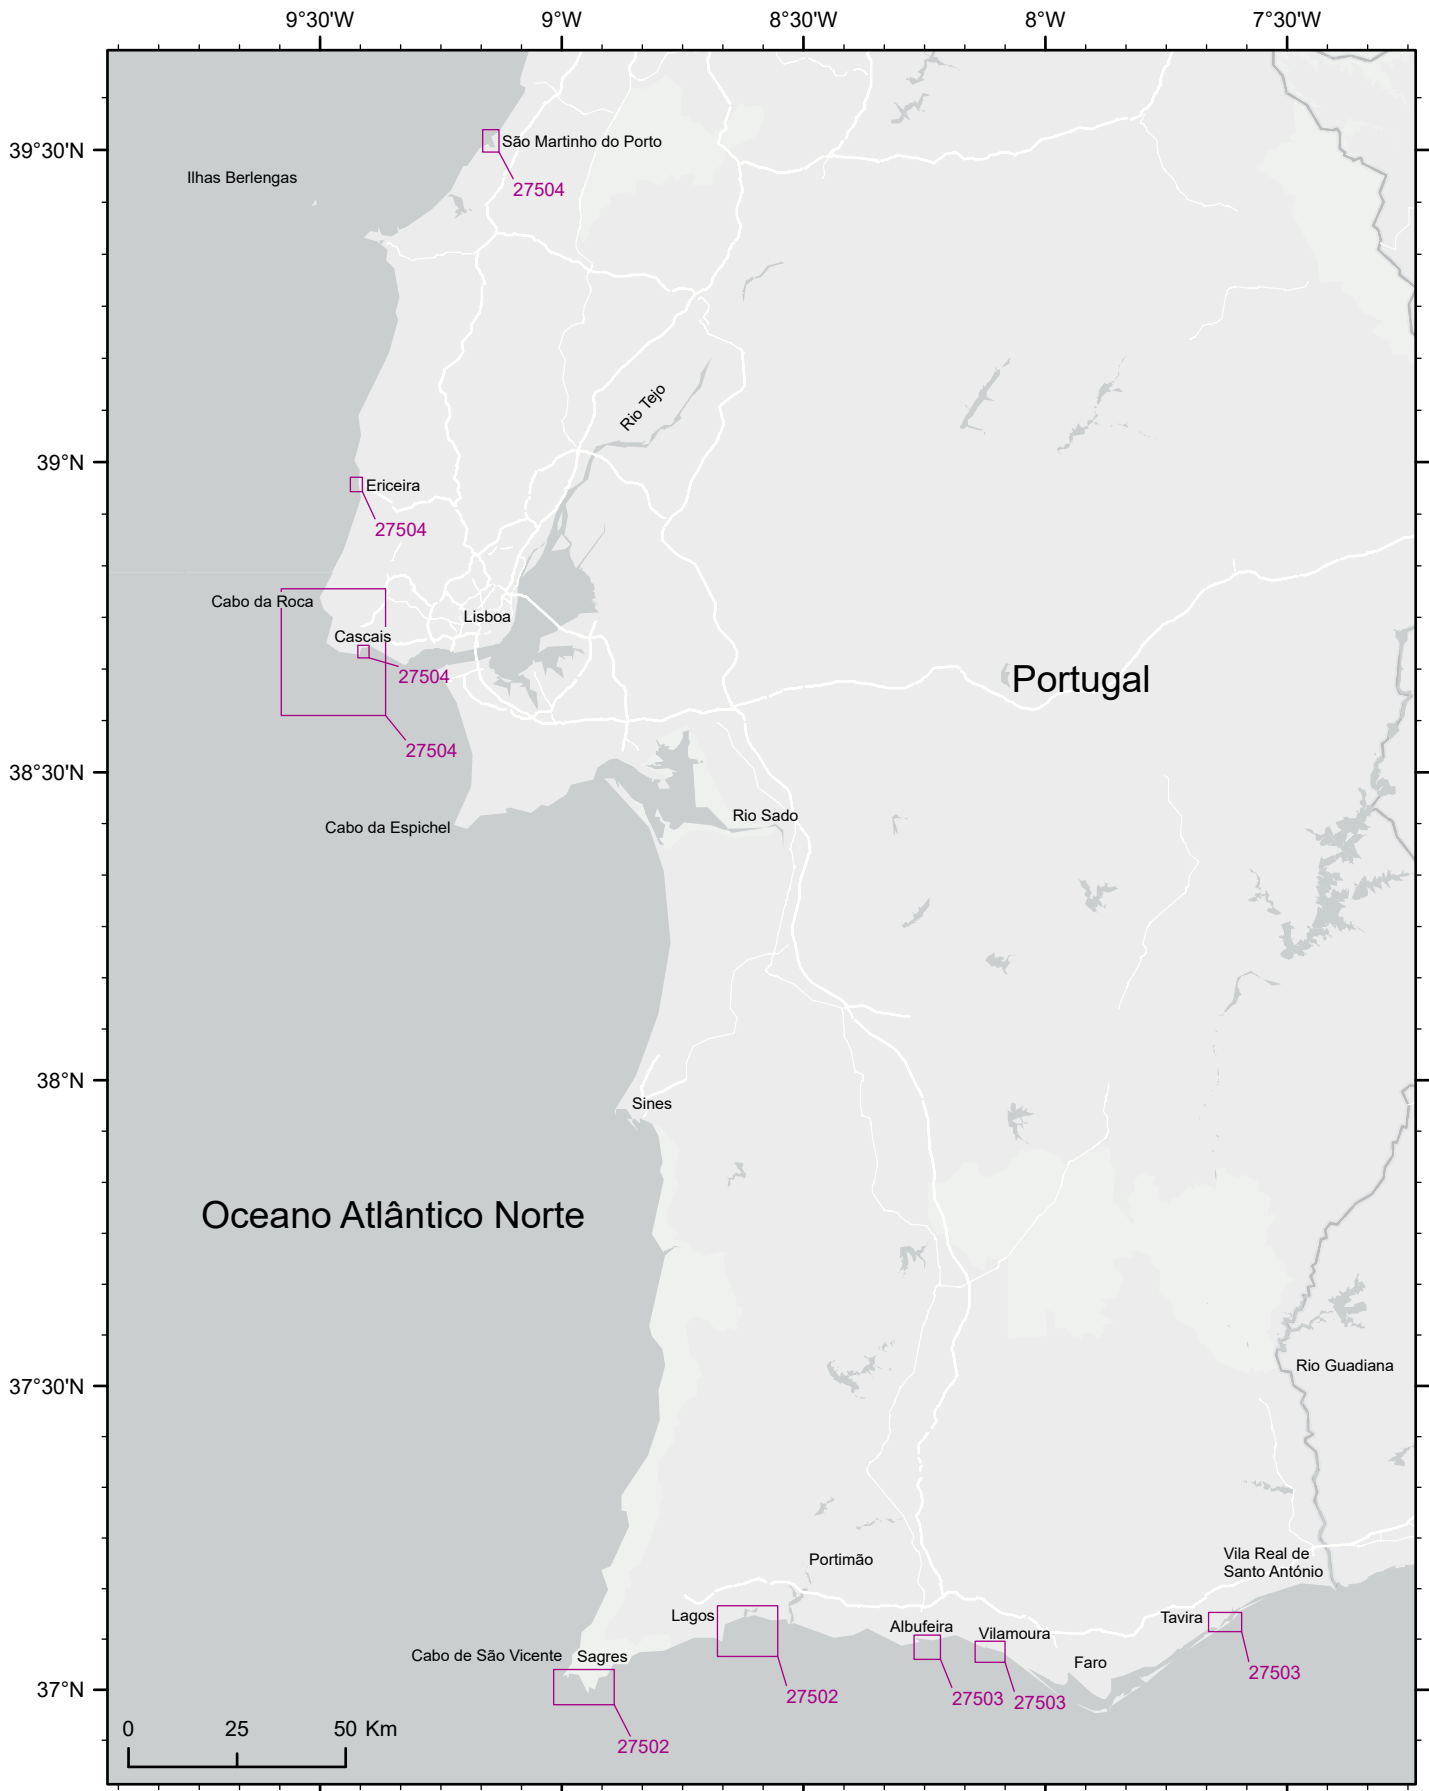 9°30'W 9°W 8°30'W 8°W 7°30'W
39°30'N
São Martinho do Porto
Ilhas Berlengas
27504
Rio Tejo
39°N
Ericeira
27504
Cabo da Roca
Lisboa
Cascais
27504
Portugal
27504
38°30'N
Rio Sado
Cabo da Espichel
38°N
Sines
Oceano Atlântico Norte
37°30'N
Rio Guadiana
Portimão
Vila Real de
Santo António
Lagos
Tavira
Albufeira
Vilamoura
Cabo de São Vicente
Sagres
Faro
27503
37°N
27502
27503
27503
0 25 50 Km
27502